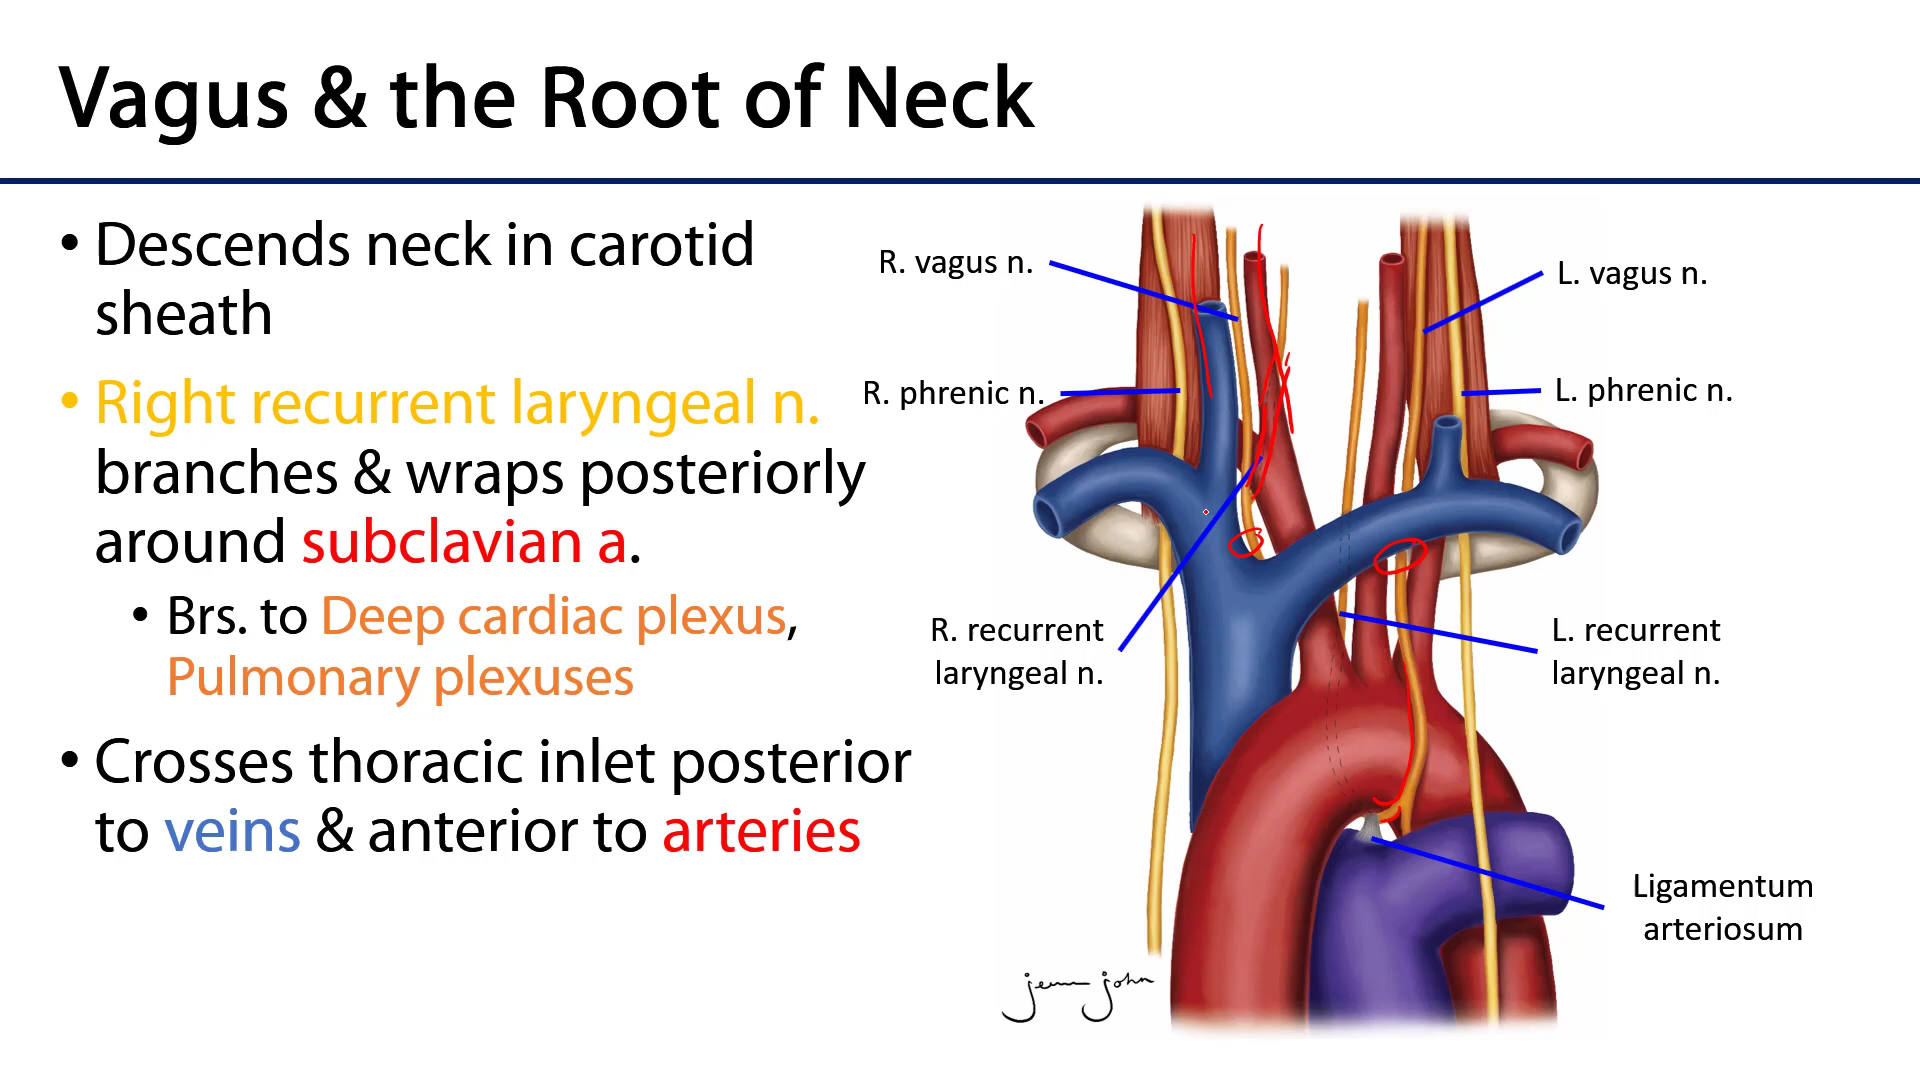 Vagus & the Root of Neck
• Descends neck in carotid
sheath
• Right recurrent laryngeal n.
branches & wraps posteriorly
around subclavian a.
• Brs. to Deep cardiac plexus,
Pulmonary plexuses
• Crosses thoracic inlet posterior
to veins & anterior to arteries
R. vagus n.
R. phrenic n.
R. recurrent
laryngeal n.
L. vagus n.
L. phrenic n.
L. recurrent
laryngeal n.
Ligamentum
arteriosum
jenn john